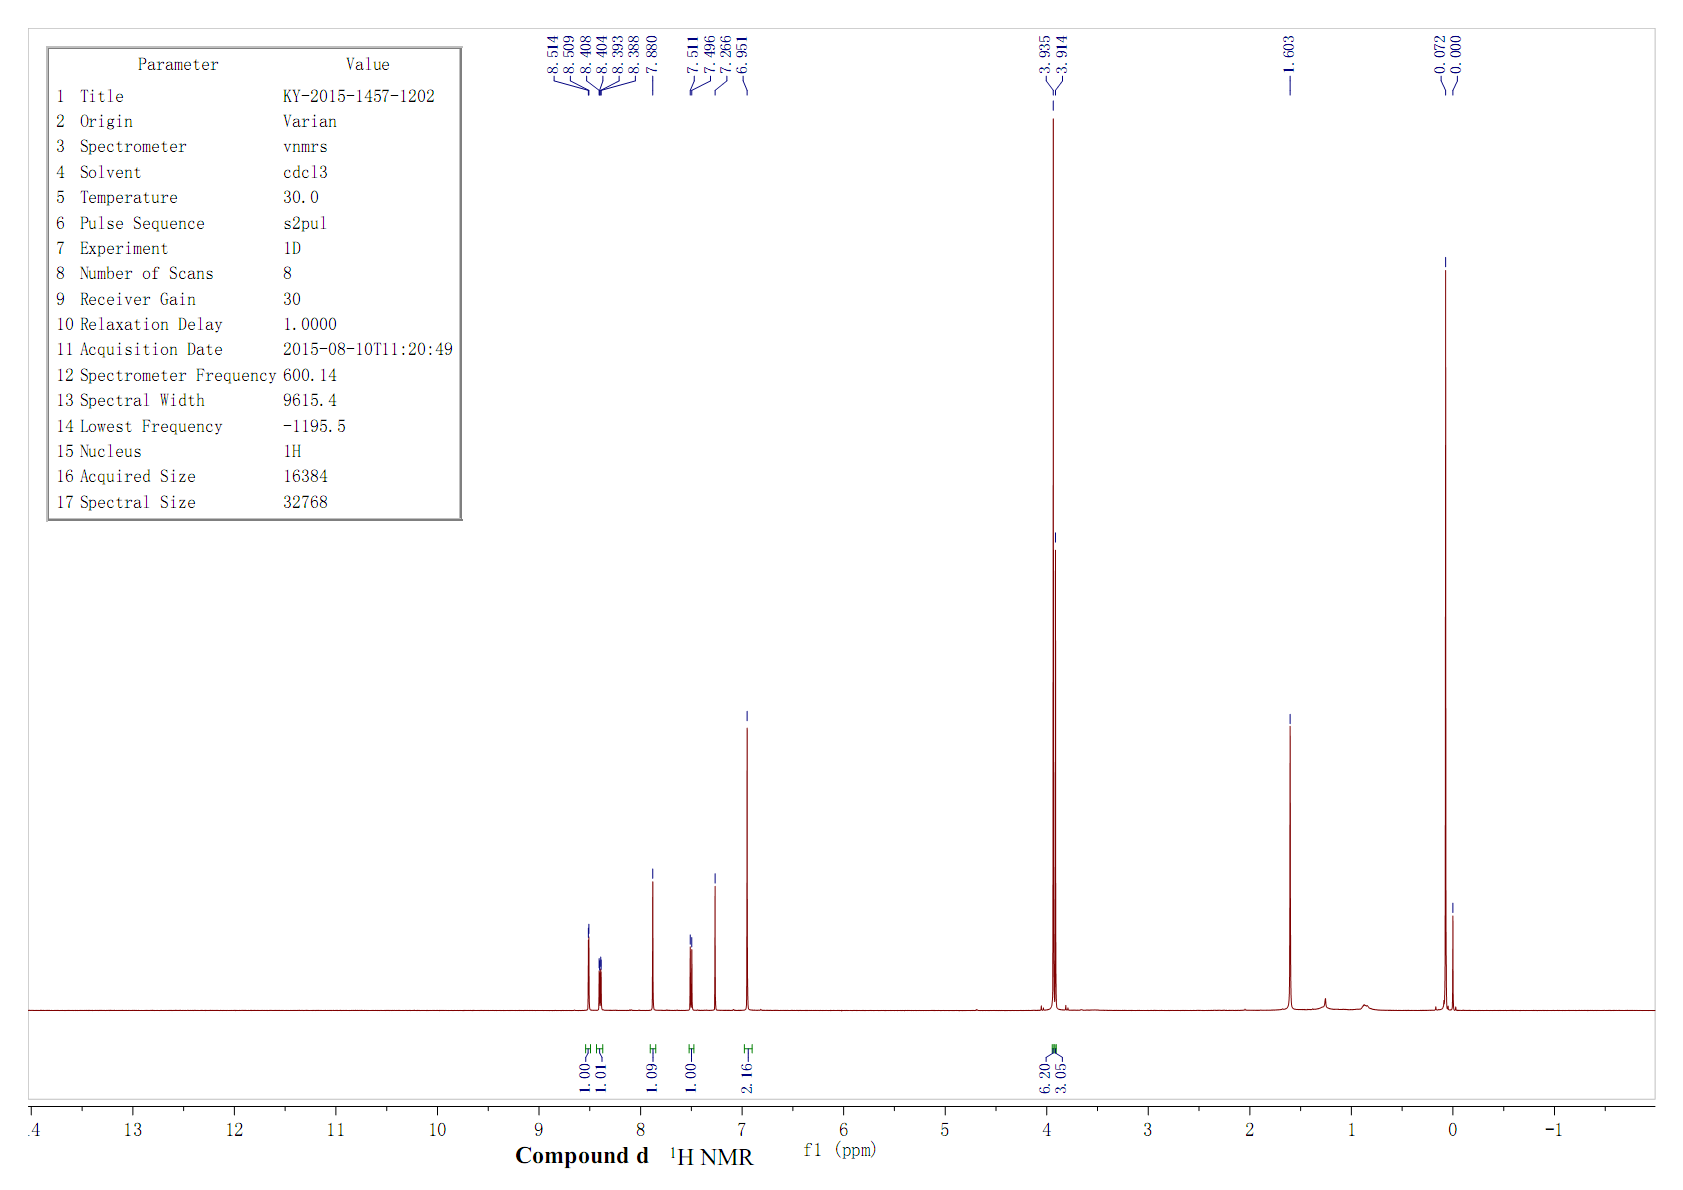 8.514
8.509
8.408
8.404
8.393
8.388
7.880
7.511
7.496
7.266
6.951
3.935
3.914
1.603
0.072
0.000
Parameter Value
1 Title KY-2015-1457-1202
2 Origin Varian
3 Spectrometer vnmrs
4 Solvent cdcl3
5 Temperature 30.0
6 Pulse Sequence s2pul
7 Experiment 1D
8 Number of Scans 8
9 Receiver Gain 30
10 Relaxation Delay 1.0000
11 Acquisition Date 2015-08-10T11:20:49
12 Spectrometer Frequency 600.14
13 Spectral Width 9615.4
14 Lowest Frequency -1195.5
15 Nucleus 1H
16 Acquired Size 16384
17 Spectral Size 32768
1.00
1.01
1.09
1.00
2.16
6.20
3.05
.4 13 12 11 10 9 8 7 6 5 4 3 2 1 0 -1
f1 (ppm)
Compound d ¹H NMR